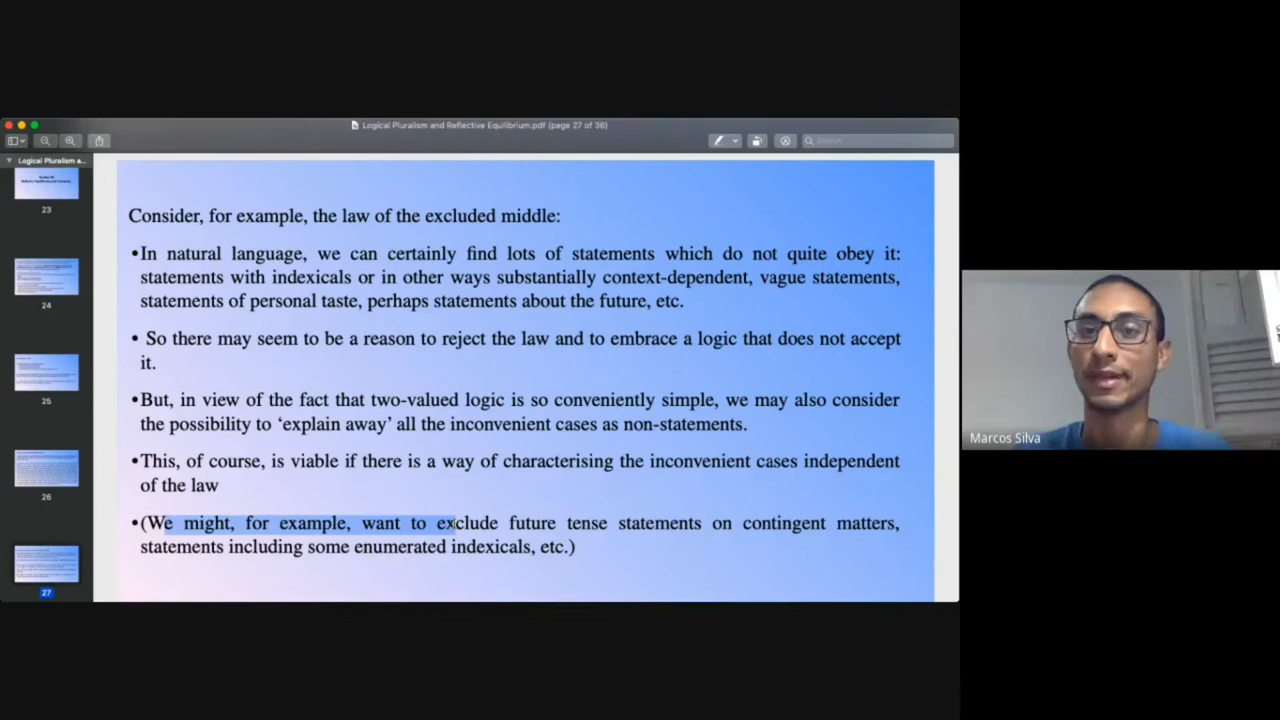 Logical Pluralism and Reflective Equilibrium.pdf (page 27 of 36)
Search
Logical Pluralism a...
23
24
25
26
27
Consider, for example, the law of the excluded middle:
•In natural language, we can certainly find lots of statements which do not quite obey it:
statements with indexicals or in other ways substantially context-dependent, vague statements,
statements of personal taste, perhaps statements about the future, etc.
• So there may seem to be a reason to reject the law and to embrace a logic that does not accept
it.
•But, in view of the fact that two-valued logic is so conveniently simple, we may also consider
the possibility to ‘explain away’ all the inconvenient cases as non-statements.
•This, of course, is viable if there is a way of characterising the inconvenient cases independent
of the law
•(We might, for example, want to exclude future tense statements on contingent matters,
statements including some enumerated indexicals, etc.)
Marcos Silva